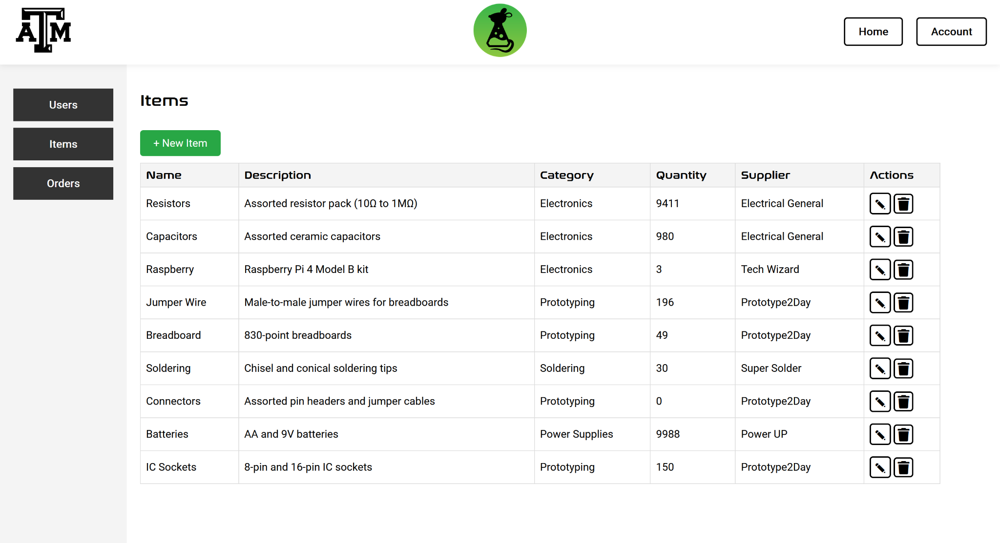 ATM
Home Account
Users
Items
Orders
Items
+ New Item
Name Description Category Quantity Supplier Actions
Resistors Assorted resistor pack (10Ω to 1MΩ) Electronics 9411 Electrical General
Capacitors Assorted ceramic capacitors Electronics 980 Electrical General
Raspberry Raspberry Pi 4 Model B kit Electronics 3 Tech Wizard
Jumper Wire Male-to-male jumper wires for breadboards Prototyping 196 Prototype2Day
Breadboard 830-point breadboards Prototyping 49 Prototype2Day
Soldering Chisel and conical soldering tips Soldering 30 Super Solder
Connectors Assorted pin headers and jumper cables Prototyping 0 Prototype2Day
Batteries AA and 9V batteries Power Supplies 9988 Power UP
IC Sockets 8-pin and 16-pin IC sockets Prototyping 150 Prototype2Day